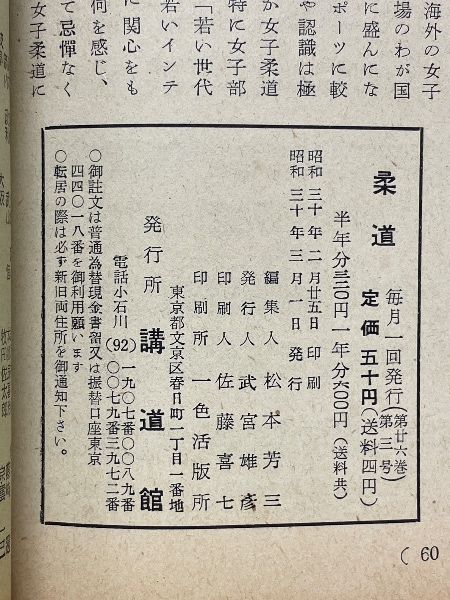 海外の女子
場のわが国
に盛んにな
ポーツに較
や認識は極
か女子柔道
特に女子部
「若い世代
若いインテ
に関心をも
何を感じ、
て忌憚なく
女子柔道に
柔道
毎月一回発行(第廿六巻第三号)
定価五十円(送料四円)
半年分三三〇円一年分六〇〇円(送料共)
昭和三十年二月廿五日印刷
昭和三十年三月一日発行
編集人 松本芳三
発行人 武宮雄彦
印刷人 佐藤喜七
印刷所 一色活版所
東京都文京区春日町一丁目一番地
発行所 講道館
電話小石川(92)一九〇七番〇〇八九番
〇〇七九番三九七二番
○御註文は普通為替現金書留又は振替口座東京
四四〇一八番を御利用願います
○転居の際は必ず新旧両住所を御通知下さい。
(60